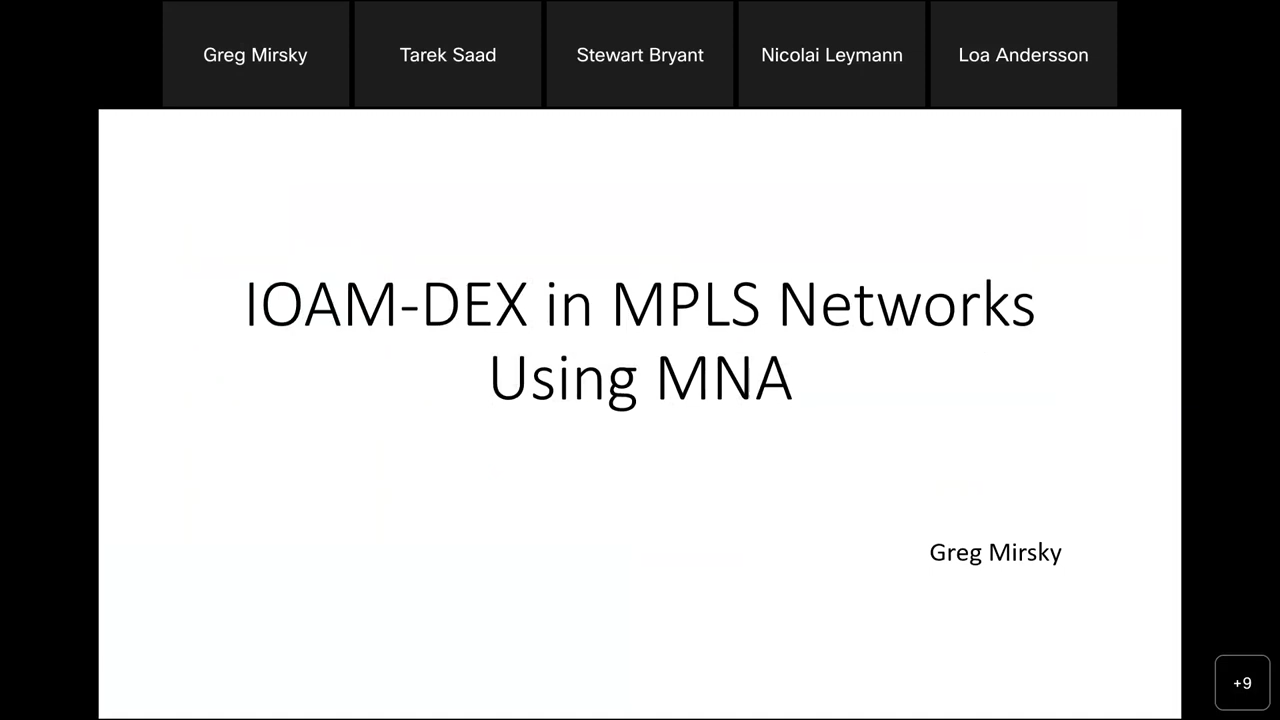 Greg Mirsky
Tarek Saad
Stewart Bryant
Nicolai Leymann
Loa Andersson
IOAM-DEX in MPLS Networks
Using MNA
Greg Mirsky
+9